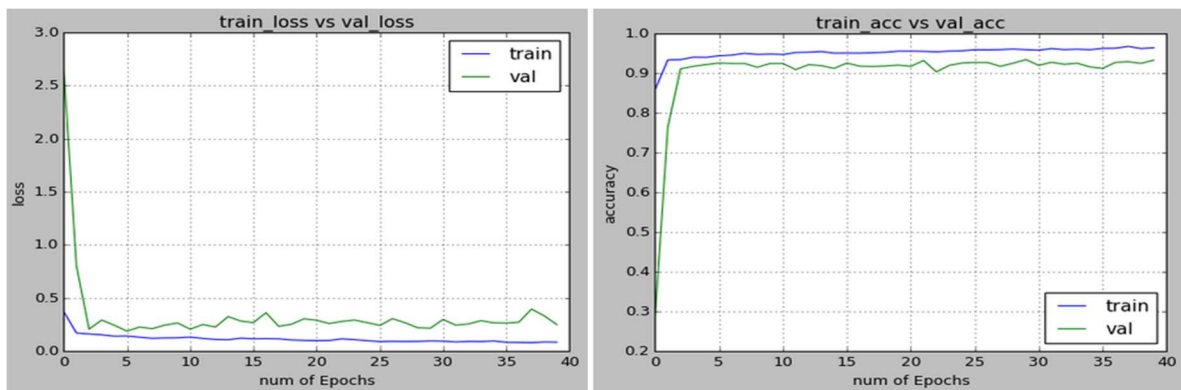 train_loss vs val_loss
3.0
2.5
2.0
1.5
1.0
0.5
0.0
loss
train
val
0 5 10 15 20 25 30 35 40
num of Epochs
train_acc vs val_acc
1.0
0.9
0.8
0.7
0.6
0.5
0.4
0.3
0.2
accuracy
train
val
0 5 10 15 20 25 30 35 40
num of Epochs